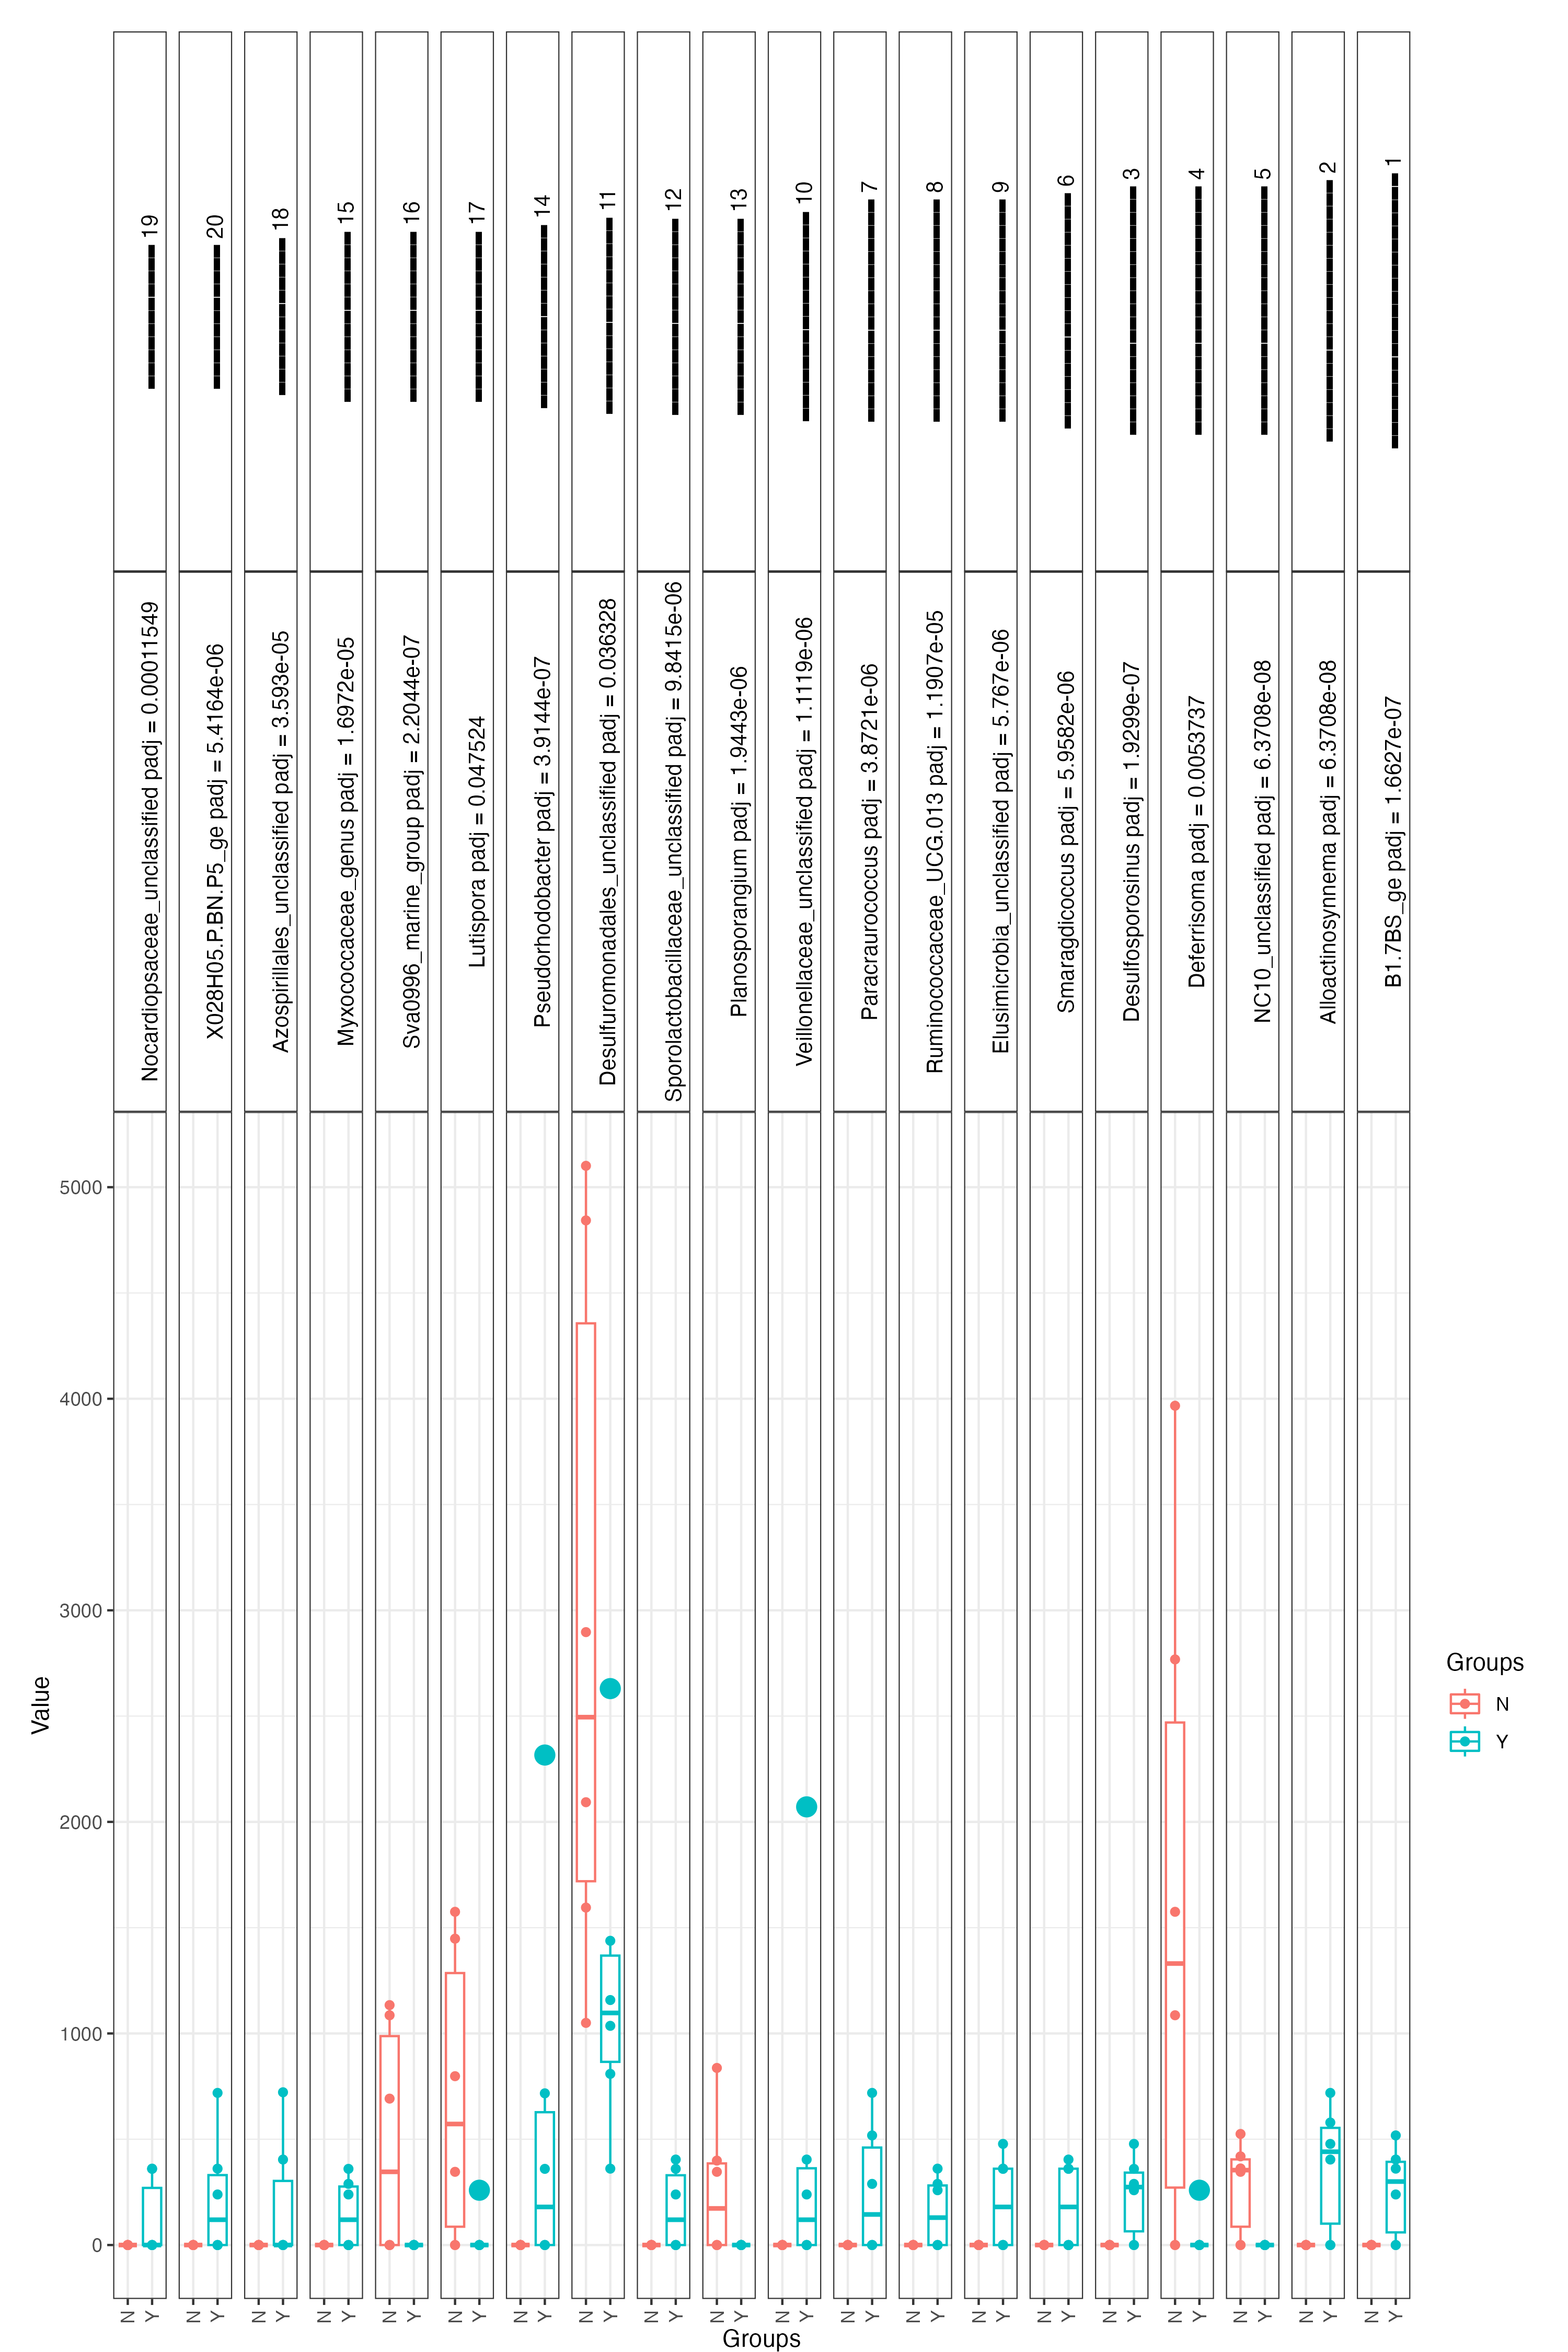 19
20
18
15
16
17
14
11
12
13
10
7
8
9
6
3
4
5
2
1
Nocardiopsaceae_unclassified padj = 0.00011549
X028H05.P.BN.P5_ge padj = 5.4164e-06
Azospirillales_unclassified padj = 3.593e-05
Myxococcaceae_genus padj = 1.6972e-05
Sva0996_marine_group padj = 2.2044e-07
Lutispora padj = 0.047524
Pseudorhodobacter padj = 3.9144e-07
Desulfuromonadales_unclassified padj = 0.036328
Sporolactobacillaceae_unclassified padj = 9.8415e-06
Planosporangium padj = 1.9443e-06
Veillonellaceae_unclassified padj = 1.1119e-06
Paracraurococcus padj = 3.8721e-06
Ruminococcaceae_UCG.013 padj = 1.1907e-05
Elusimicrobia_unclassified padj = 5.767e-06
Smaragdicoccus padj = 5.9582e-06
Desulfosporosinus padj = 1.9299e-07
Deferrisoma padj = 0.0053737
NC10_unclassified padj = 6.3708e-08
Alloactinosynnema padj = 6.3708e-08
B1.7BS_ge padj = 1.6627e-07
5000
4000
3000
2000
1000
0
Value
N Y N Y N Y N Y N Y N Y N Y N Y N Y N Y N Y N Y N Y N Y N Y N Y N Y N Y N Y N Y
Groups
Groups
N
Y